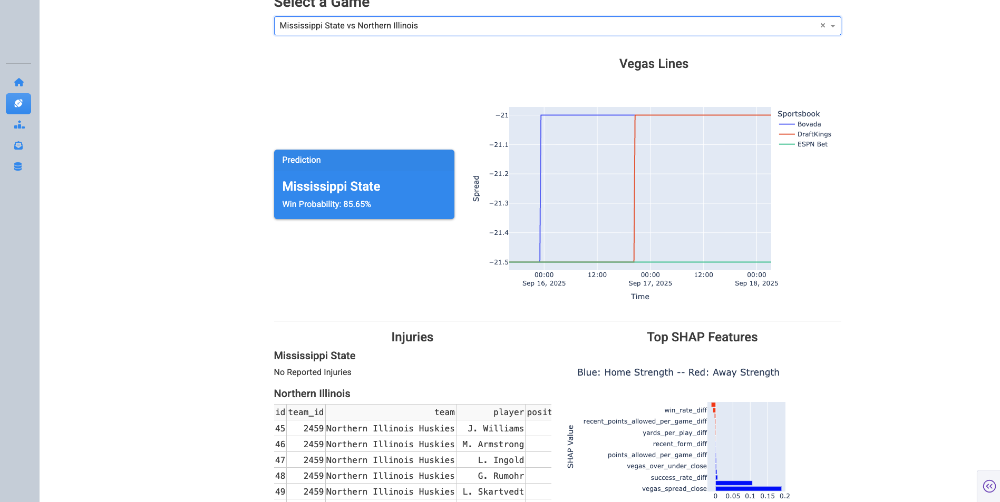 Select a Game
Mississippi State vs Northern Illinois
Vegas Lines
Prediction
Mississippi State
Win Probability: 85.65%
Spread
−21
−21.1
−21.2
−21.3
−21.4
−21.5
00:00 12:00 00:00 12:00 00:00
Sep 16, 2025 Sep 17, 2025 Sep 18, 2025
Time
Sportsbook
Bovada
DraftKings
ESPN Bet
Injuries
Mississippi State
No Reported Injuries
Northern Illinois
id team_id team player posit
45 2459 Northern Illinois Huskies J. Williams
46 2459 Northern Illinois Huskies M. Armstrong
47 2459 Northern Illinois Huskies L. Ingold
48 2459 Northern Illinois Huskies G. Rumohr
49 2459 Northern Illinois Huskies L. Skartvedt
Top SHAP Features
Blue: Home Strength -- Red: Away Strength
SHAP Value
win_rate_diff
recent_points_allowed_per_game_diff
yards_per_play_diff
recent_form_diff
points_allowed_per_game_diff
vegas_over_under_close
success_rate_diff
vegas_spread_close
0 0.05 0.1 0.15 0.2